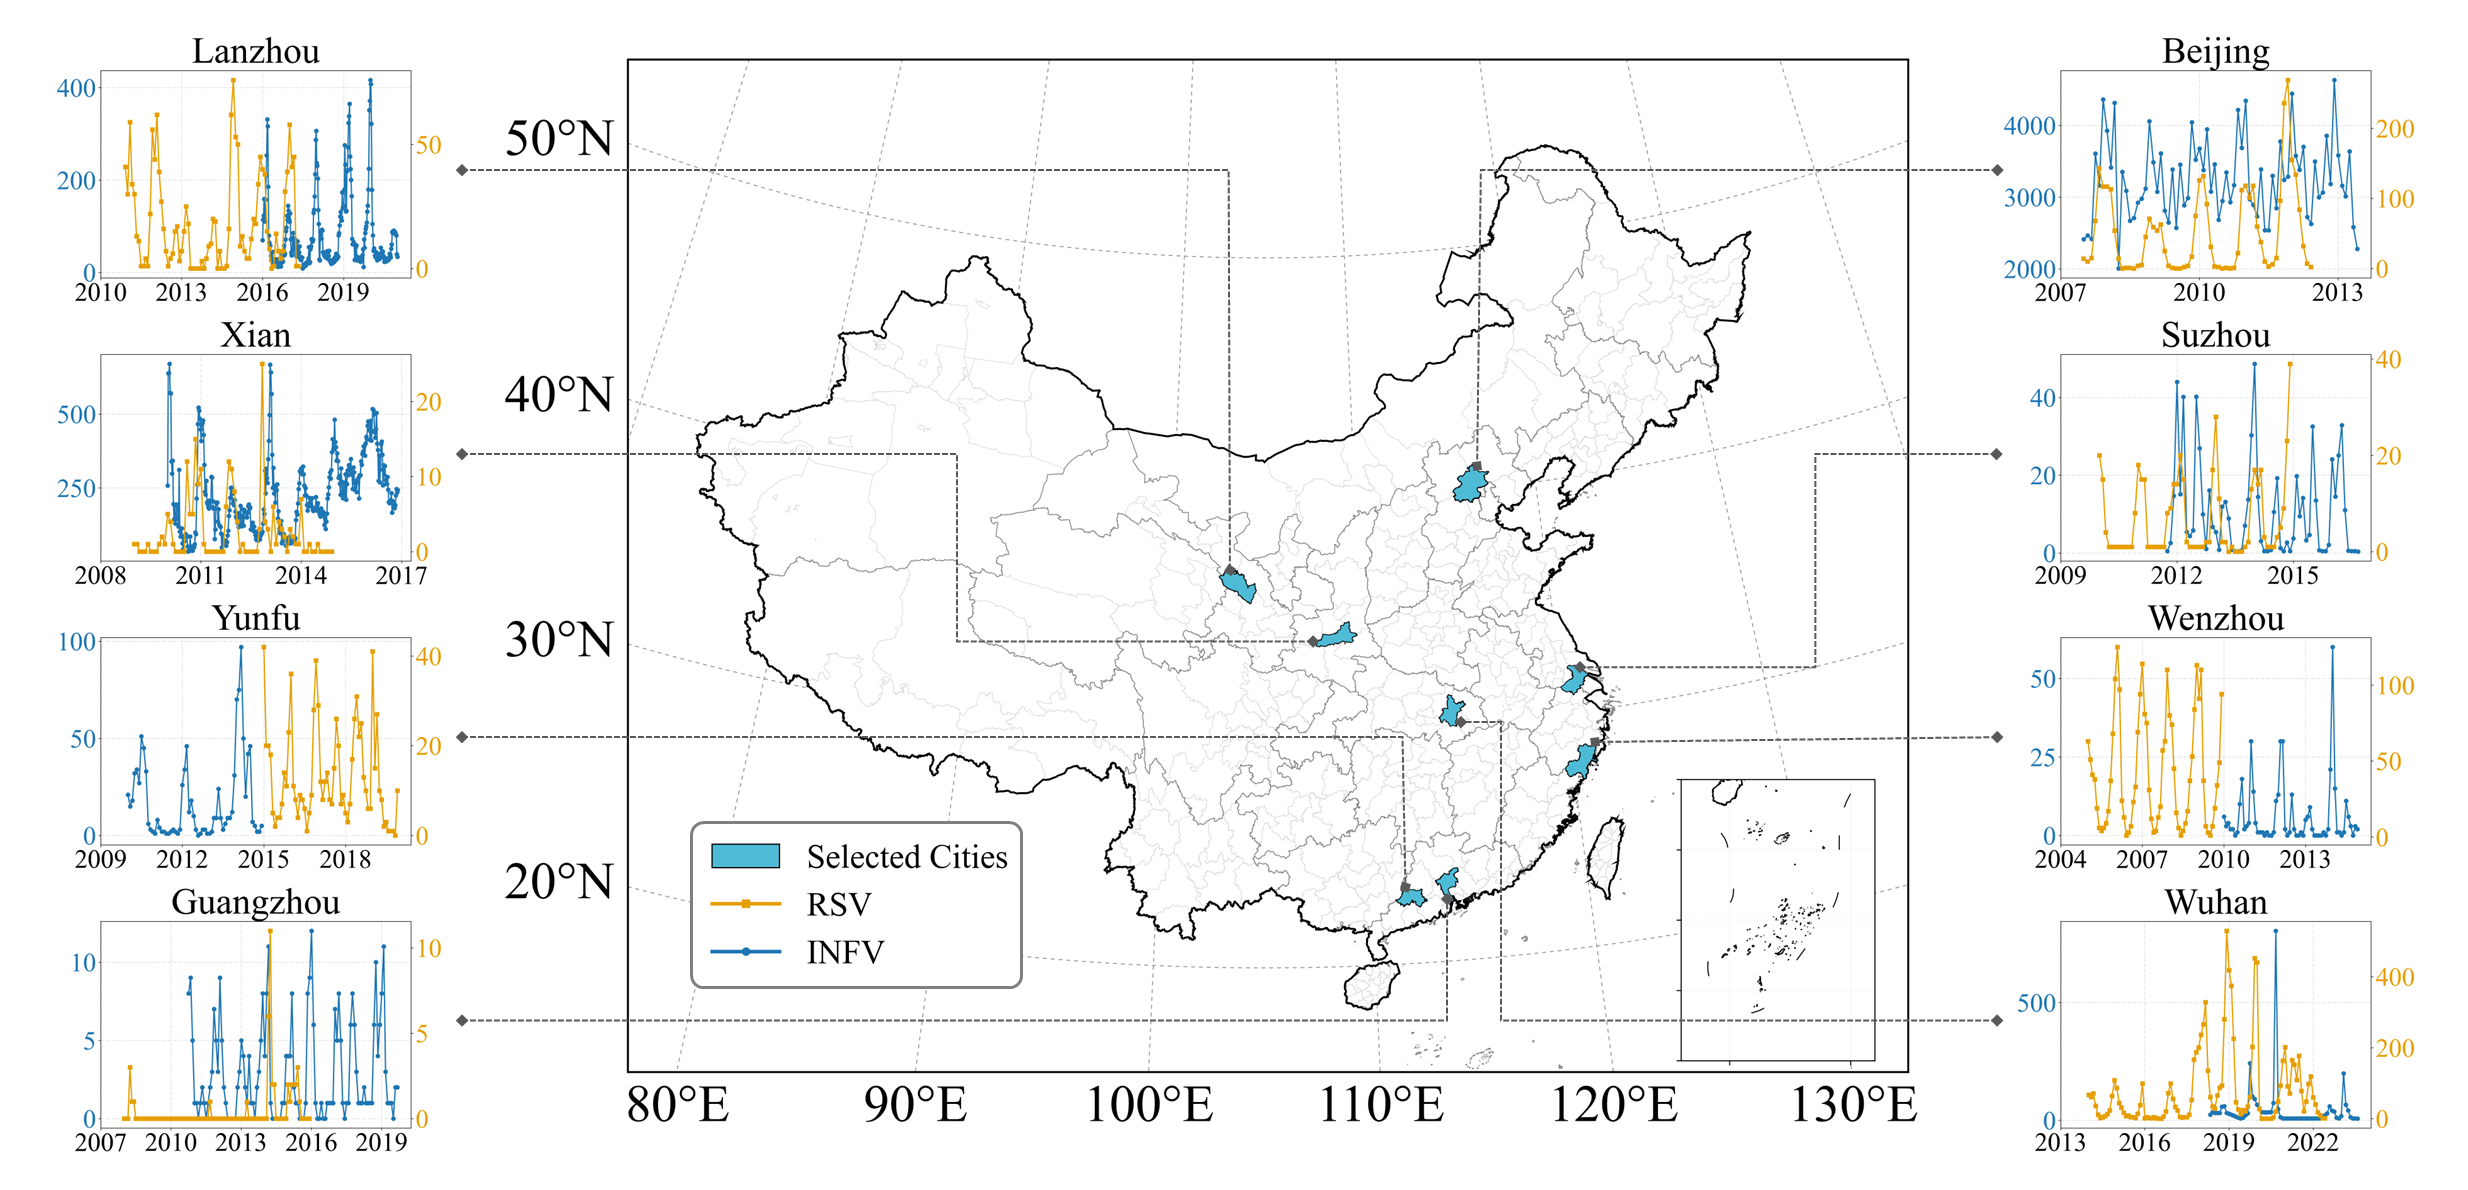 Lanzhou
400
200
0
50
0
2010 2013 2016 2019
Xian
500
250
20
10
0
2008 2011 2014 2017
Yunfu
100
50
0
40
20
0
2009 2012 2015 2018
Guangzhou
10
5
0
10
5
0
2007 2010 2013 2016 2019
50°N
40°N
30°N
20°N
80°E 90°E 100°E 110°E 120°E 130°E
Selected Cities
RSV
INFV
Beijing
4000
3000
2000
200
100
0
2007 2010 2013
Suzhou
40
20
0
40
20
0
2009 2012 2015
Wenzhou
50
25
0
100
50
0
2004 2007 2010 2013
Wuhan
500
0
400
200
0
2013 2016 2019 2022